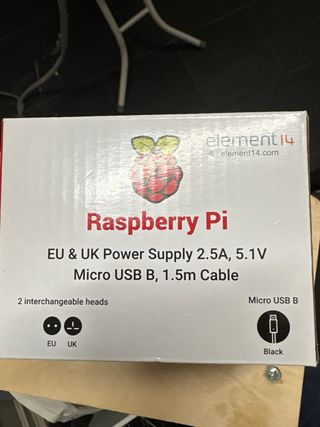 element14
element14.com
Raspberry Pi
EU & UK Power Supply 2.5A, 5.1V
Micro USB B, 1.5m Cable
2 interchangeable heads
Micro USB B
EU UK
Black